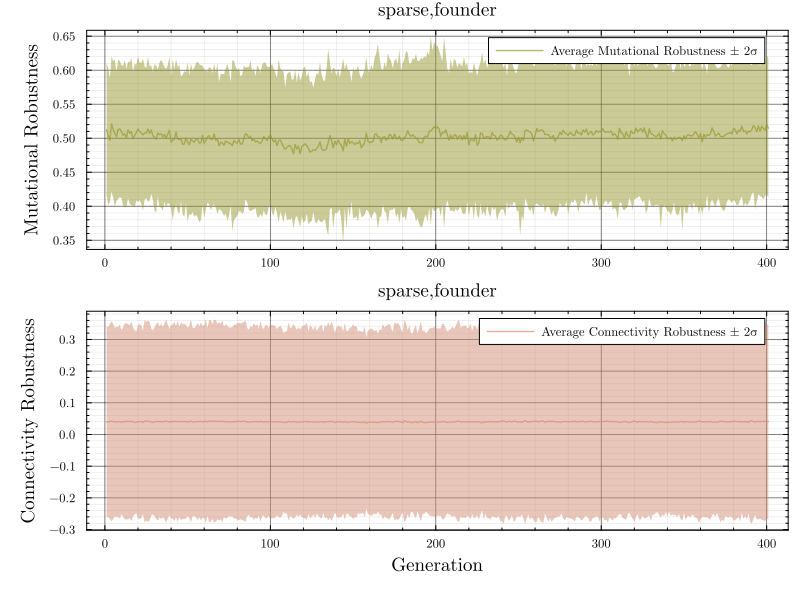 sparse,founder
Mutational Robustness
Average Mutational Robustness ± 2σ
0.65
0.60
0.55
0.50
0.45
0.40
0.35
0 100 200 300 400
sparse,founder
Connectivity Robustness
Average Connectivity Robustness ± 2σ
0.3
0.2
0.1
0.0
−0.1
−0.2
−0.3
0 100 200 300 400
Generation